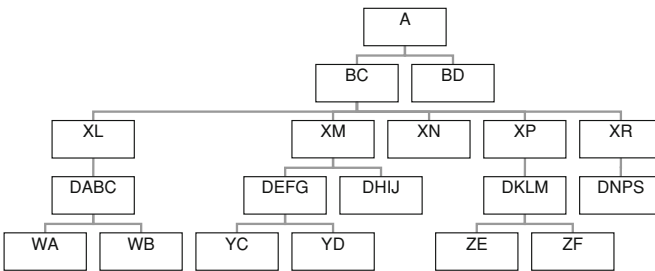 A
BC BD
XL XM XN XP XR
DABC DEFG DHIJ DKLM DNPS
WA WB YC YD ZE ZF